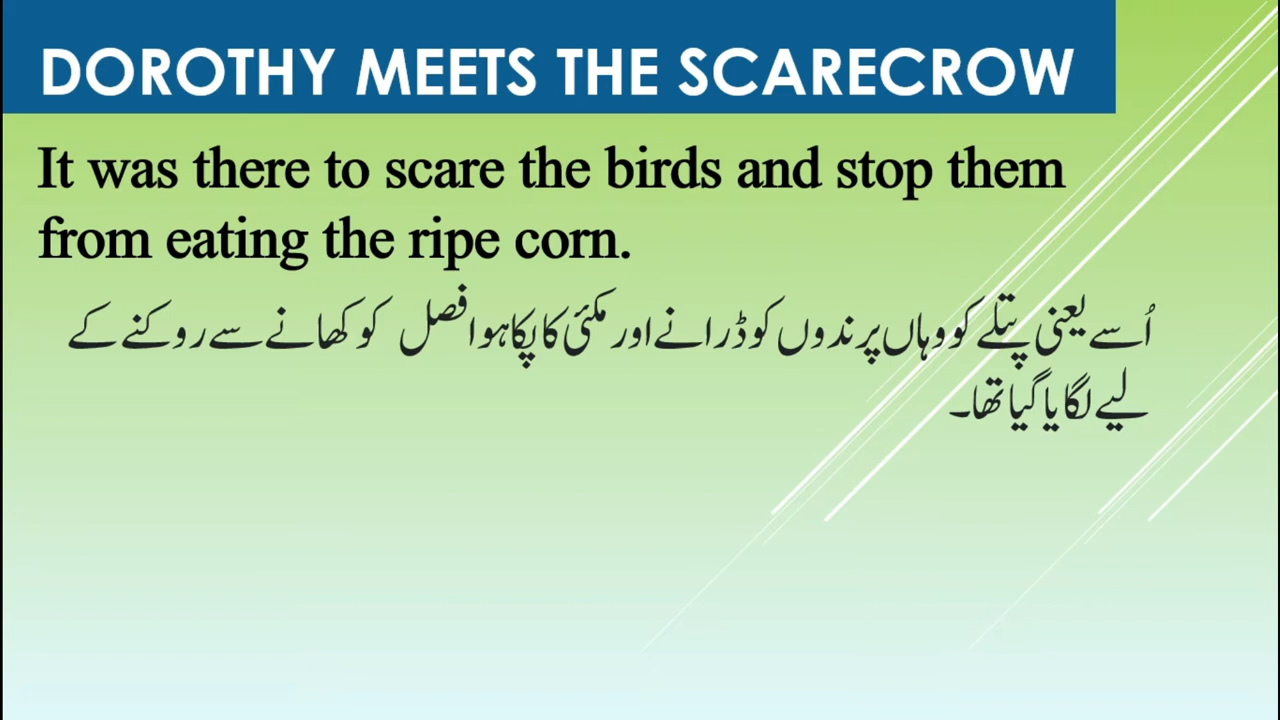 DOROTHY MEETS THE SCARECROW
It was there to scare the birds and stop them
from eating the ripe corn.
اُسے یعنی پتلے کو وہاں پرندوں کو ڈرانے اور مکئی کا پکا ہوا فصل کو کھانے سے روکنے کے
لیے لگایا گیا تھا۔